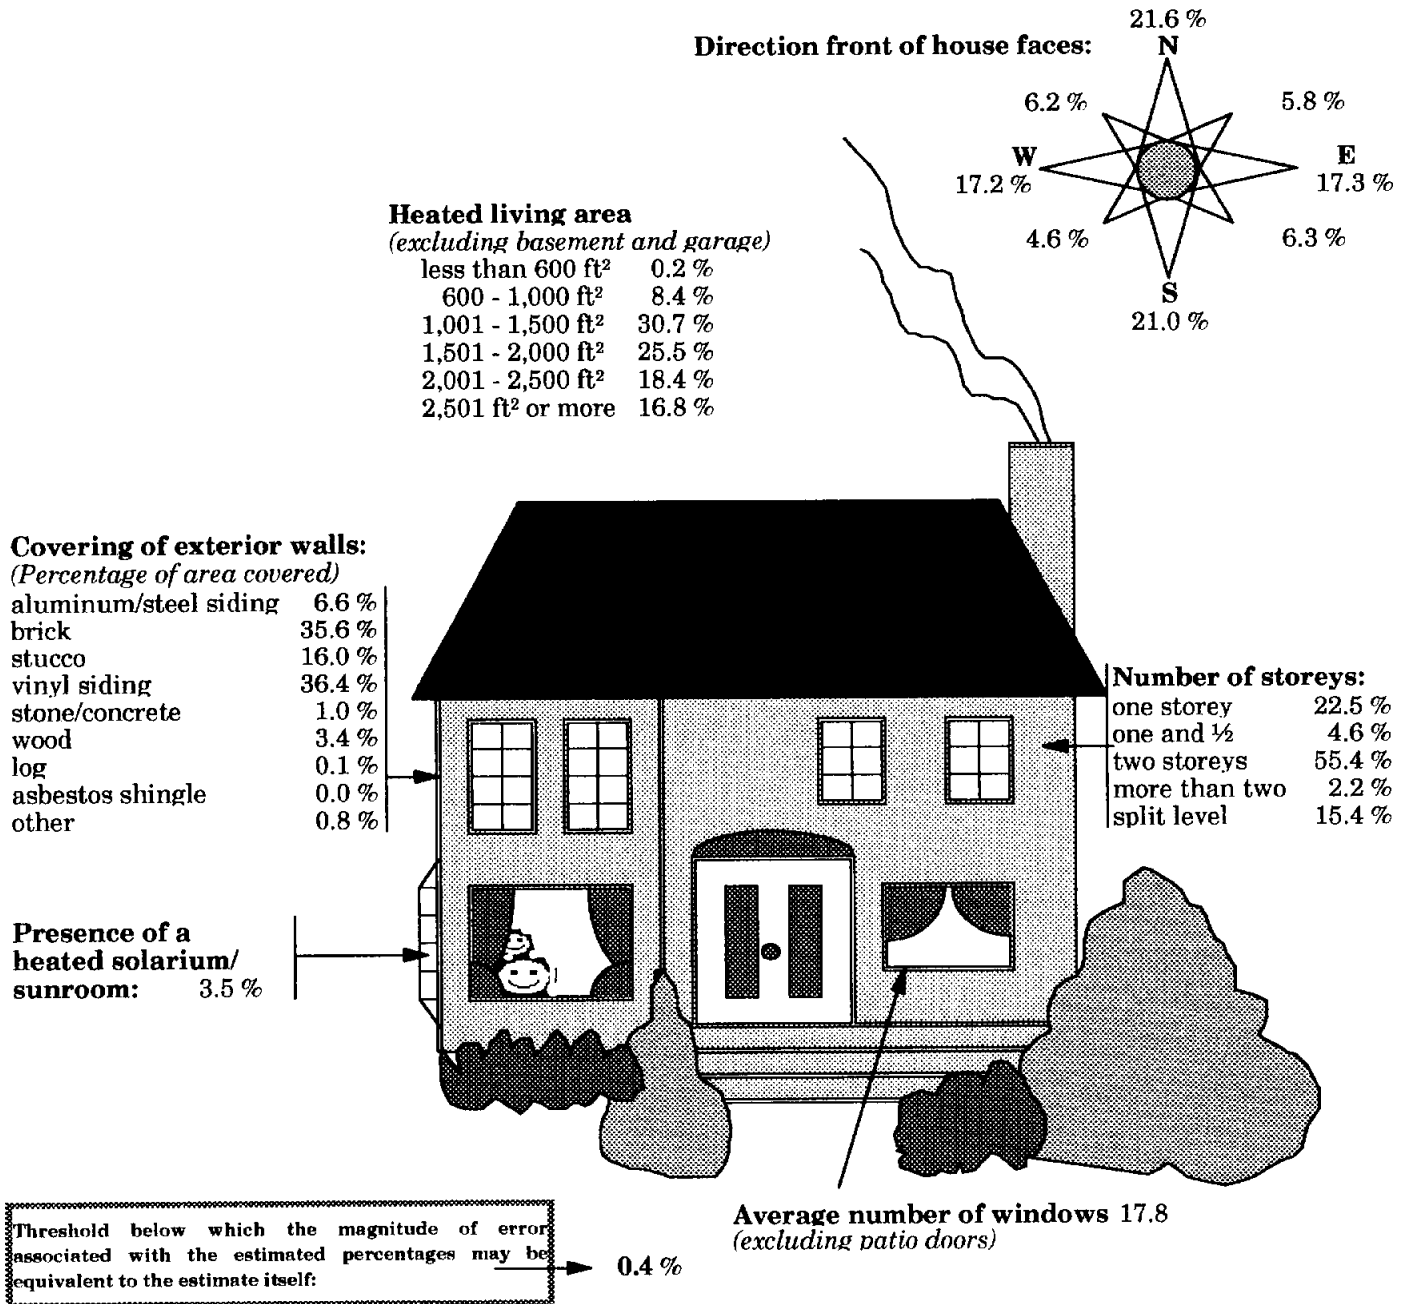 21.6 %
Direction front of house faces:
N
6.2 %
5.8 %
W
E
17.2 %
17.3 %
4.6 %
6.3 %
S
21.0 %
Heated living area
(excluding basement and garage)
less than 600 ft² 0.2 %
600 - 1,000 ft² 8.4 %
1,001 - 1,500 ft² 30.7 %
1,501 - 2,000 ft² 25.5 %
2,001 - 2,500 ft² 18.4 %
2,501 ft² or more 16.8 %
Covering of exterior walls:
(Percentage of area covered)
aluminum/steel siding 6.6 %
brick 35.6 %
stucco 16.0 %
vinyl siding 36.4 %
stone/concrete 1.0 %
wood 3.4 %
log 0.1 %
asbestos shingle 0.0 %
other 0.8 %
Number of storeys:
one storey 22.5 %
one and ½ 4.6 %
two storeys 55.4 %
more than two 2.2 %
split level 15.4 %
Presence of a
heated solarium/
sunroom: 3.5 %
Average number of windows 17.8
(excluding patio doors)
Threshold below which the magnitude of error
associated with the estimated percentages may be
equivalent to the estimate itself:
0.4 %